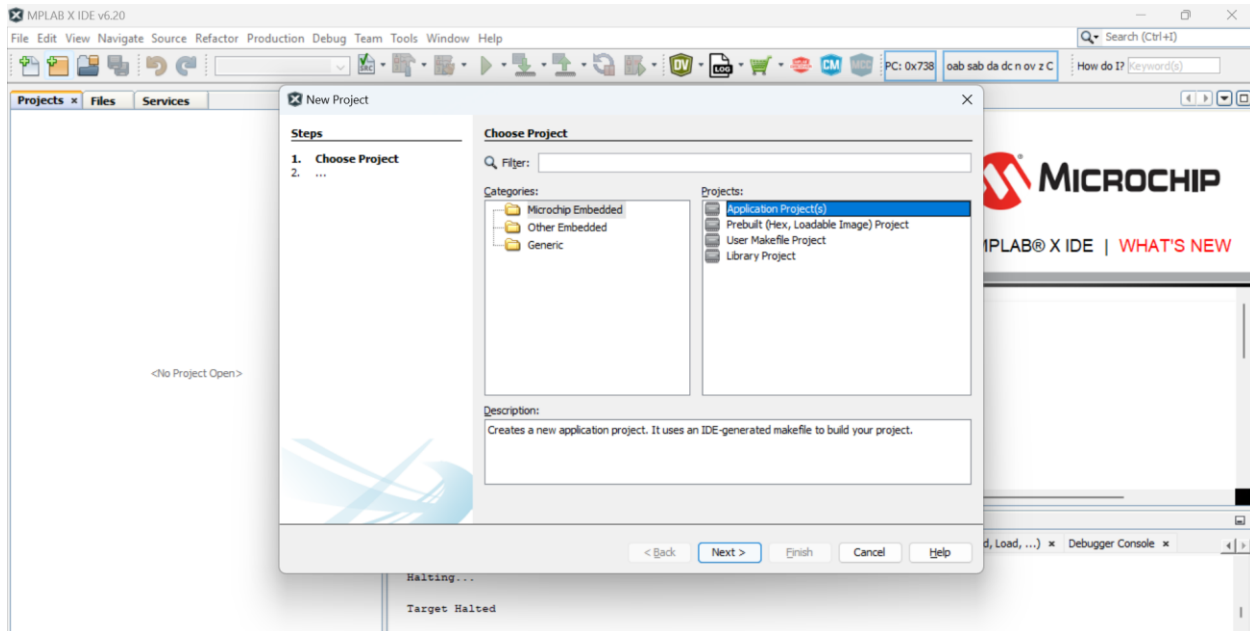 MPLAB X IDE v6.20
File Edit View Navigate Source Refactor Production Debug Team Tools Window Help
Search (Ctrl+I)
PC: 0x738
oab sab da dc n ov z C
How do I? Keyword(s)
Projects × Files Services
New Project
Steps
1. Choose Project
2. ...
Choose Project
Filter:
Categories:
Microchip Embedded
Other Embedded
Generic
Projects:
Application Project(s)
Prebuilt (Hex, Loadable Image) Project
User Makefile Project
Library Project
Description:
Creates a new application project. It uses an IDE-generated makefile to build your project.
< Back Next > Finish Cancel Help
<No Project Open>
MICROCHIP
MPLAB® X IDE | WHAT'S NEW
d, Load, ...) × Debugger Console ×
Halting...
Target Halted